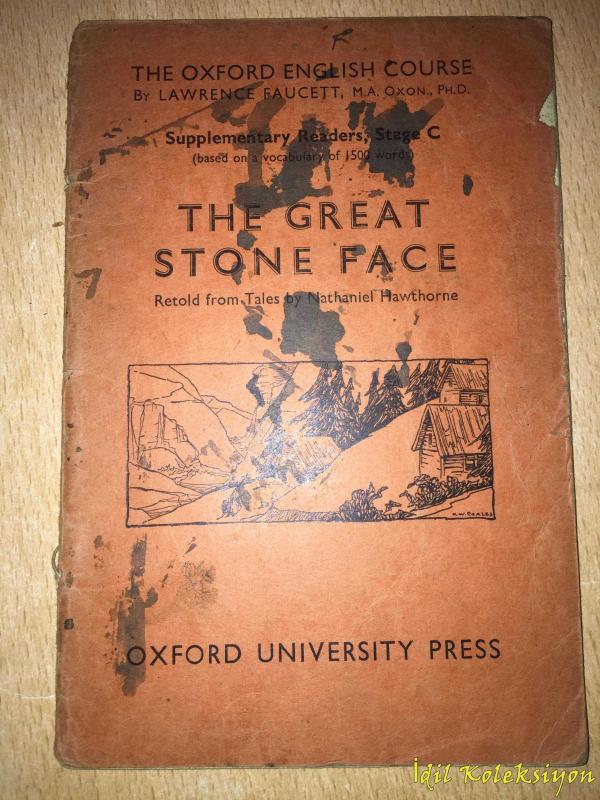 THE OXFORD ENGLISH COURSE
BY LAWRENCE FAUCETT, M.A. OXON., PH.D.
Supplementary Readers, Stage C
(based on a vocabulary of 1500 words)
THE GREAT
STONE FACE
Retold from Tales by Nathaniel Hawthorne
K.W. COALES
OXFORD UNIVERSITY PRESS
İdil Koleksiyon